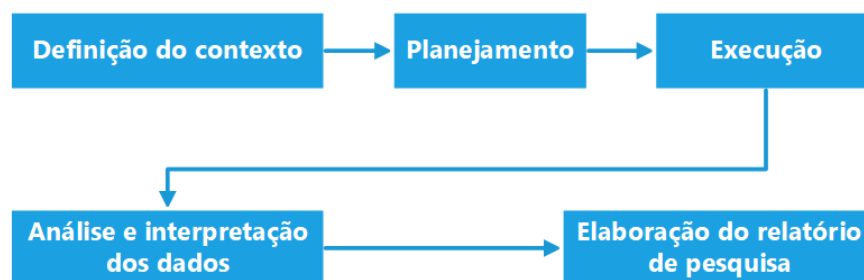 Definição do contexto
Planejamento
Execução
Análise e interpretação
dos dados
Elaboração do relatório
de pesquisa